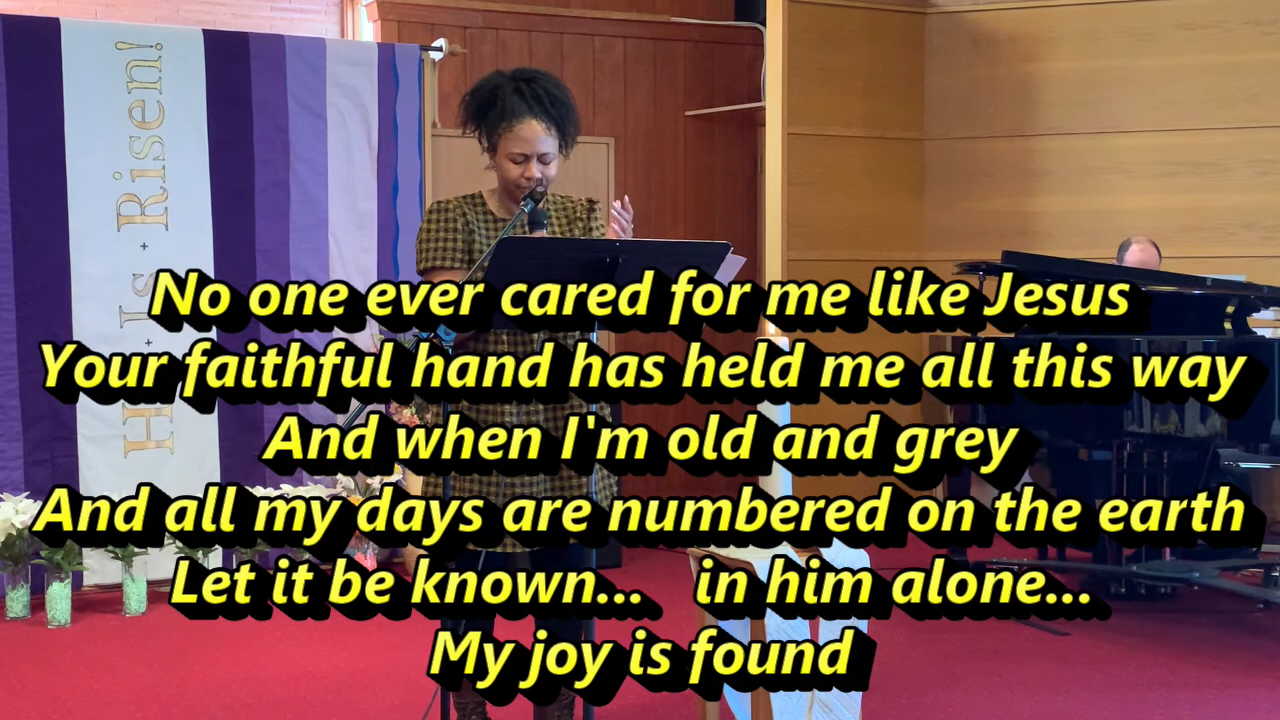 He + Is + Risen!
No one ever cared for me like Jesus
Your faithful hand has held me all this way
And when I'm old and grey
And all my days are numbered on the earth
Let it be known... in him alone...
My joy is found